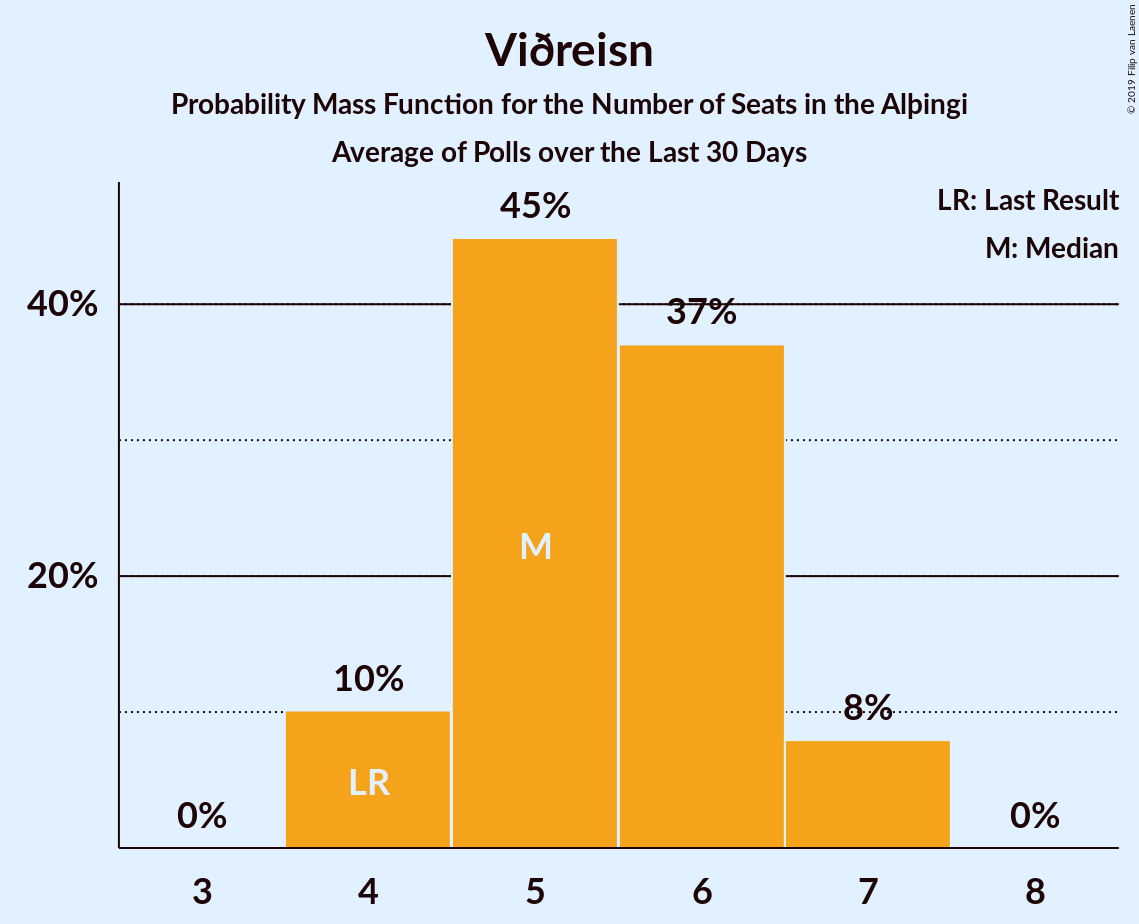 Viðreisn
Probability Mass Function for the Number of Seats in the Alþingi
Average of Polls over the Last 30 Days
© 2019 Filip van Laenen
LR: Last Result
M: Median
45%
40%
37%
M
20%
10%
8%
LR
0%
0%
3 4 5 6 7 8